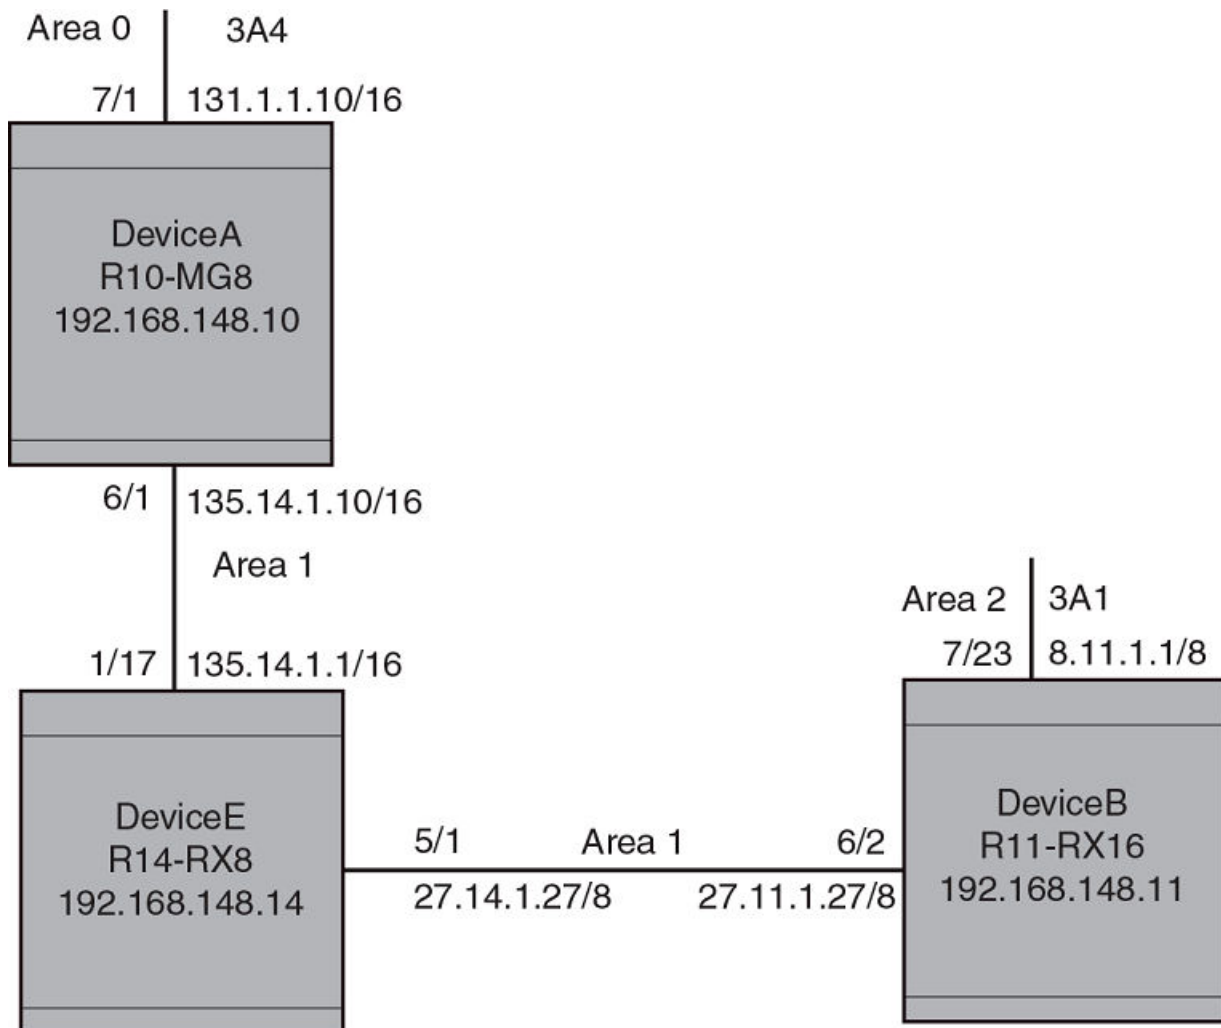 Area 0 3A4
7/1 131.1.1.10/16
DeviceA
R10-MG8
192.168.148.10
6/1 135.14.1.10/16
Area 1
Area 2 3A1
1/17 135.14.1.1/16
7/23 8.11.1.1/8
DeviceE
R14-RX8
192.168.148.14
5/1 Area 1 6/2
27.14.1.27/8 27.11.1.27/8
DeviceB
R11-RX16
192.168.148.11